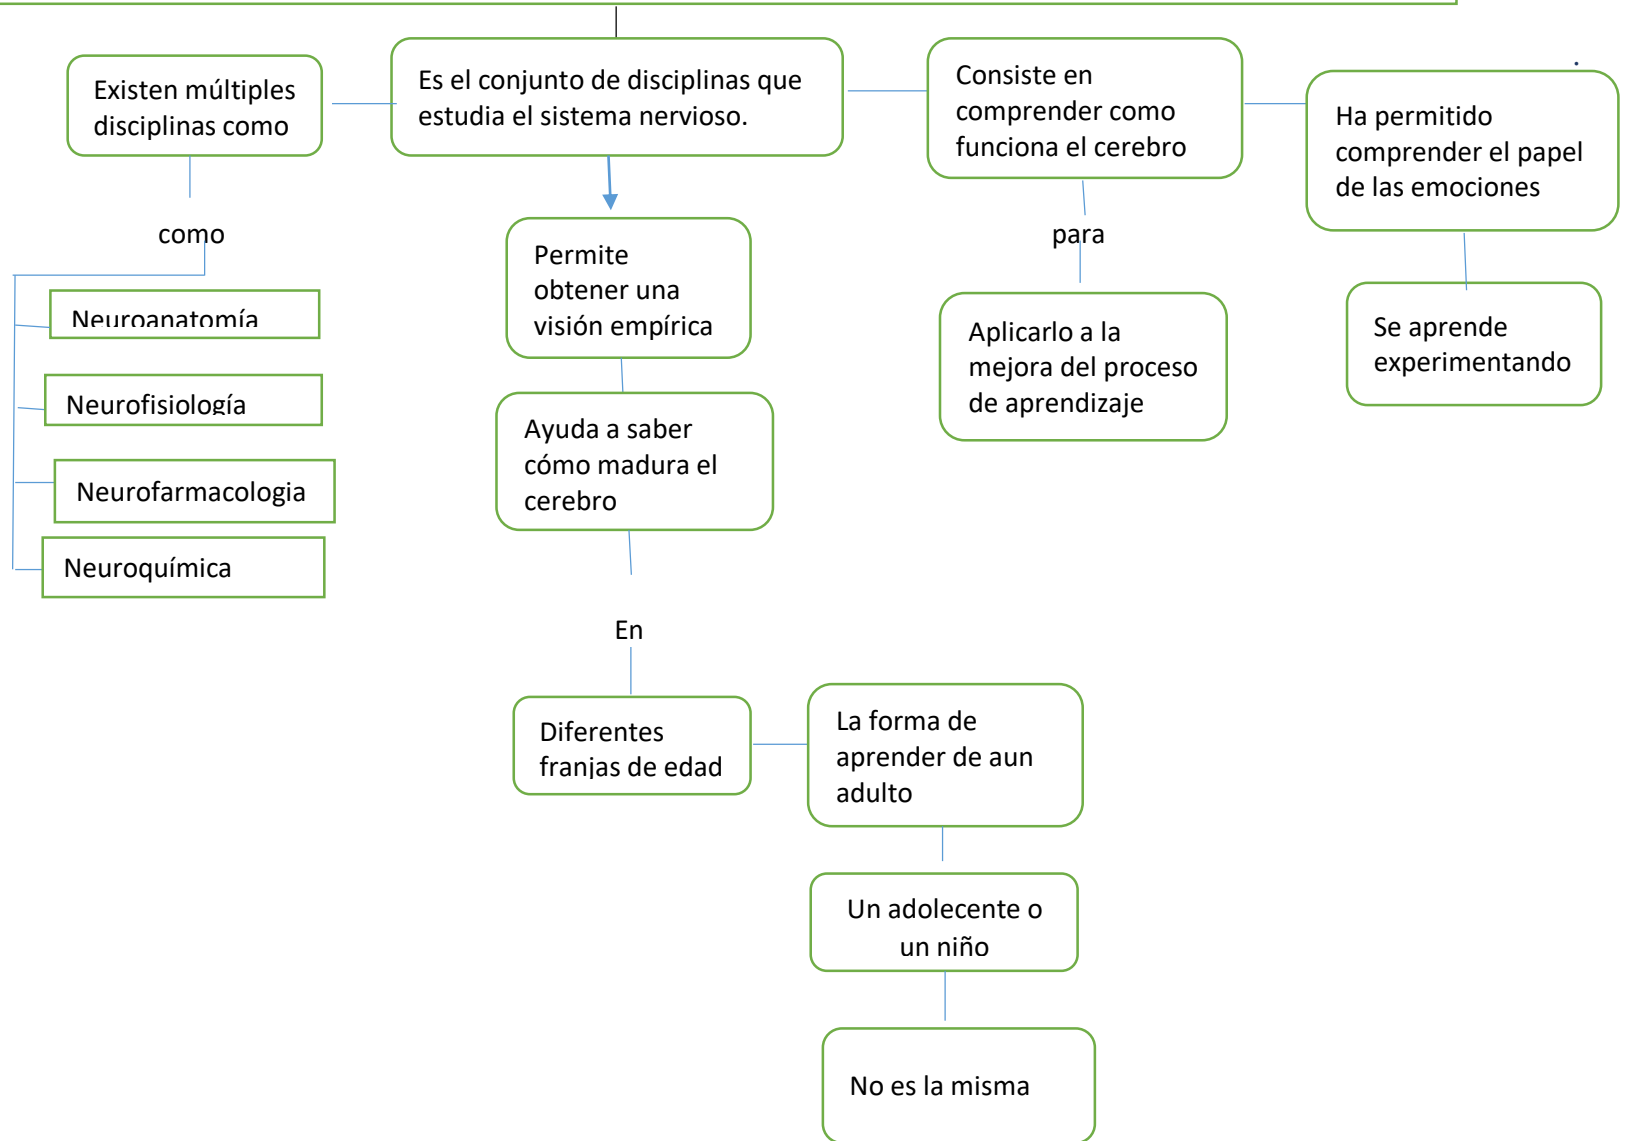 Existen múltiples
disciplinas como
Es el conjunto de disciplinas que
estudia el sistema nervioso.
Consiste en
comprender como
funciona el cerebro
Ha permitido
comprender el papel
de las emociones
como
Neuroanatomía
Neurofisiología
Neurofarmacologia
Neuroquímica
Permite
obtener una
visión empírica
Ayuda a saber
cómo madura el
cerebro
En
Diferentes
franjas de edad
La forma de
aprender de aun
adulto
Un adolecente o
un niño
No es la misma
para
Aplicarlo a la
mejora del proceso
de aprendizaje
Se aprende
experimentando